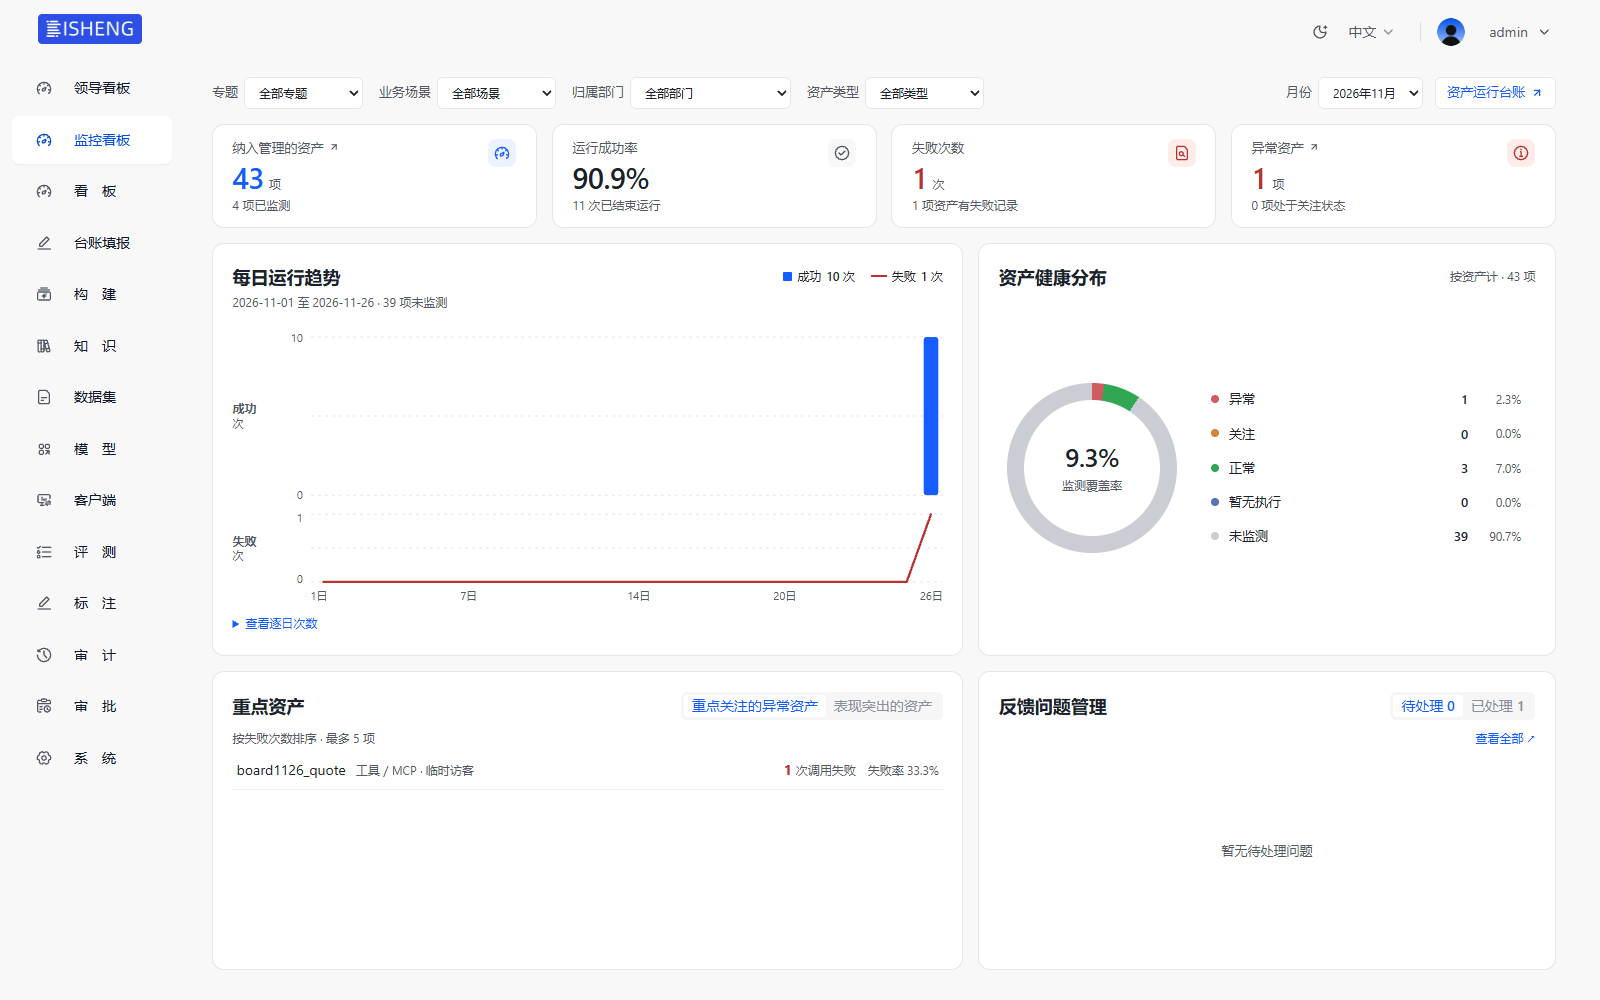 ISHENG
中文
admin
领导看板
监控看板
看 板
台账填报
构 建
知 识
数据集
模 型
客户端
评 测
标 注
审 计
审 批
系 统
专题 全部专题 业务场景 全部场景 归属部门 全部部门 资产类型 全部类型 月份 2026年11月 资产运行台账
纳入管理的资产
43 项
4 项已监测
运行成功率
90.9%
11 次已结束运行
失败次数
1 次
1 项资产有失败记录
异常资产
1 项
0 项处于关注状态
每日运行趋势
成功 10 次 失败 1 次
2026-11-01 至 2026-11-26 · 39 项未监测
10
成功
次
0
1
失败
次
0
1日 7日 14日 20日 26日
查看逐日次数
资产健康分布
按资产计 · 43 项
9.3%
监测覆盖率
异常 1 2.3%
关注 0 0.0%
正常 3 7.0%
暂无执行 0 0.0%
未监测 39 90.7%
重点资产
重点关注的异常资产 表现突出的资产
按失败次数排序 · 最多 5 项
board1126_quote 工具 / MCP · 临时访客 1 次调用失败 失败率 33.3%
反馈问题管理
待处理 0 已处理 1
查看全部
暂无待处理问题